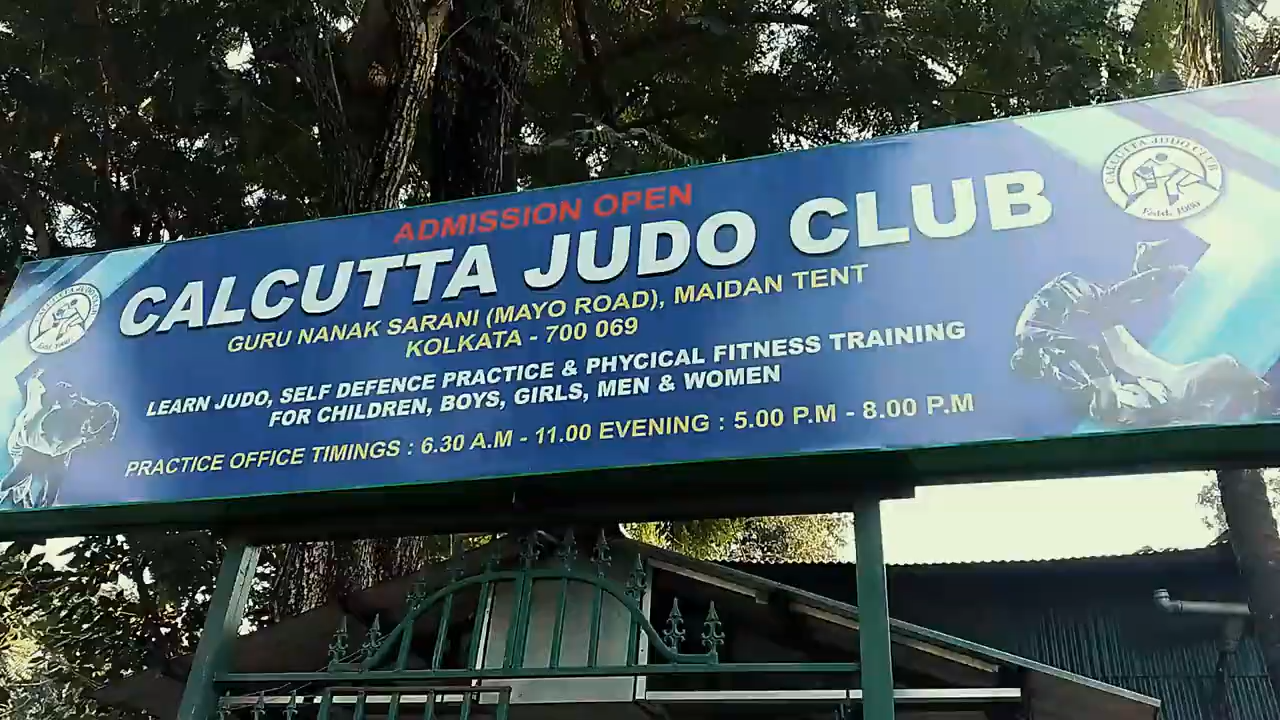 ADMISSION OPEN
CALCUTTA JUDO CLUB
GURU NANAK SARANI (MAYO ROAD), MAIDAN TENT
KOLKATA - 700 069
LEARN JUDO, SELF DEFENCE PRACTICE & PHYCICAL FITNESS TRAINING
FOR CHILDREN, BOYS, GIRLS, MEN & WOMEN
PRACTICE OFFICE TIMINGS : 6.30 A.M - 11.00 EVENING : 5.00 P.M - 8.00 P.M
CALCUTTA JUDO CLUB